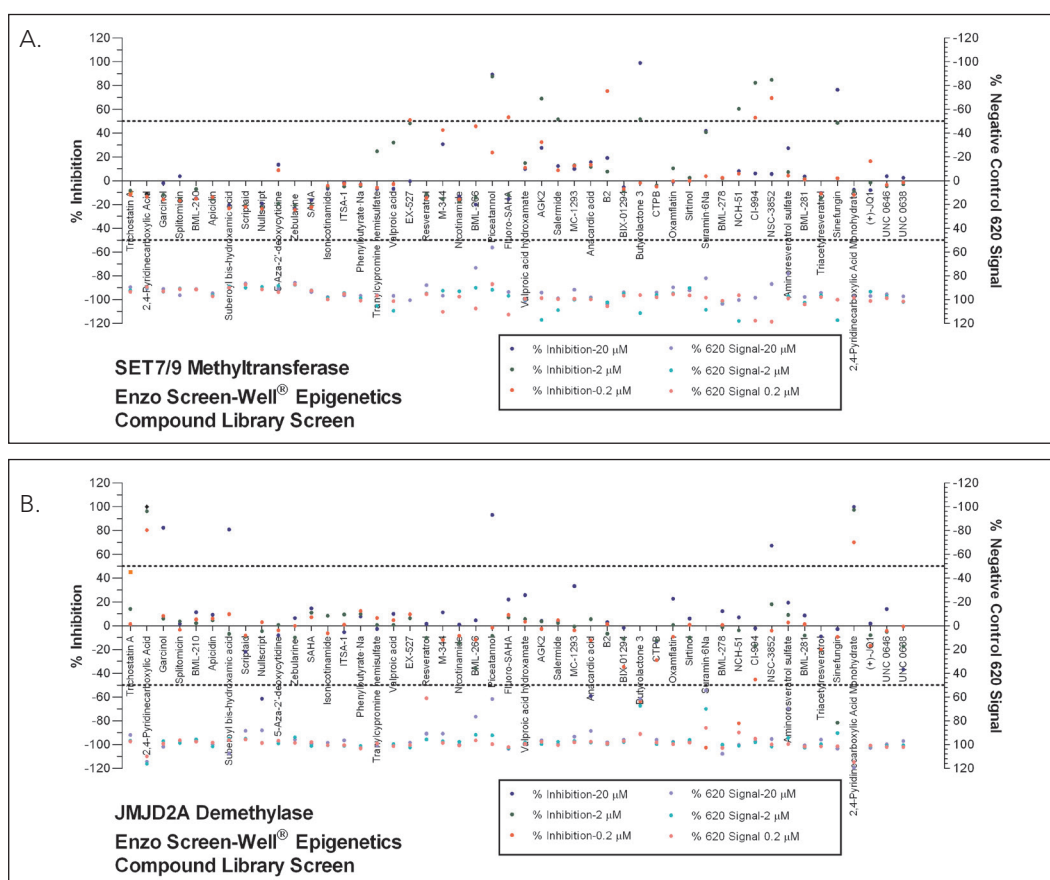 A.
% Inhibition
120
100
80
60
40
20
0
-20
-40
-60
-80
-100
-120
-100
-80
-60
-40
-20
0
20
40
60
80
100
120
% Negative Control 620 Signal
Trichostatin A
2,4-Pyridinecarboxylic Acid
Garcinol
Splitomicin
BML-210
Apicidin
Suberoyl bis-hydroxamic acid
Scriptaid
Nullscript
5-Aza-2'-deoxycytidine
Zebularine
SAHA
Isonicotinamide
ITSA-1
Phenylbutyrate·Na
Tranylcypromine hemisulfate
Valproic acid
EX-527
Resveratrol
M-344
Nicotinamide
BML-266
Piceatannol
Fluoro-SAHA
Valproic acid hydroxamate
AGK2
Salermide
MC-1293
Anacardic acid
B2
BIX-01294
Butyrolactone 3
CTPB
Oxamflatin
Sirtinol
Suramin·6Na
BML-278
NCH-51
CI-994
NSC-3852
Aminoresveratrol sulfate
BML-281
Triacetylresveratrol
Sinefungin
2,4-Pyridinecarboxylic Acid Monohydrate
(+)-JQ1
UNC 0646
UNC 0638
% Inhibition-20 μM
% Inhibition-2 μM
% Inhibition-0.2 μM
% 620 Signal-20 μM
% 620 Signal-2 μM
% 620 Signal 0.2 μM
SET7/9 Methyltransferase
Enzo Screen-Well® Epigenetics
Compound Library Screen
B.
% Inhibition
120
100
80
60
40
20
0
-20
-40
-60
-80
-100
-120
-100
-80
-60
-40
-20
0
20
40
60
80
100
120
% Negative Control 620 Signal
Trichostatin A
2,4-Pyridinecarboxylic Acid
Garcinol
Splitomicin
BML-210
Apicidin
Suberoyl bis-hydroxamic acid
Scriptaid
Nullscript
5-Aza-2'-deoxycytidine
Zebularine
SAHA
Isonicotinamide
ITSA-1
Phenylbutyrate·Na
Tranylcypromine hemisulfate
Valproic acid
EX-527
Resveratrol
M-344
Nicotinamide
BML-266
Piceatannol
Fluoro-SAHA
Valproic acid hydroxamate
AGK2
Salermide
MC-1293
Anacardic acid
B2
BIX-01294
Butyrolactone 3
CTPB
Oxamflatin
Sirtinol
Suramin·6Na
BML-278
NCH-51
CI-994
NSC-3852
Aminoresveratrol sulfate
BML-281
Triacetylresveratrol
Sinefungin
2,4-Pyridinecarboxylic Acid Monohydrate
(+)-JQ1
UNC 0646
UNC 0638
% Inhibition-20 μM
% Inhibition-2 μM
% Inhibition-0.2 μM
% 620 Signal-20 μM
% 620 Signal-2 μM
% 620 Signal 0.2 μM
JMJD2A Demethylase
Enzo Screen-Well® Epigenetics
Compound Library Screen